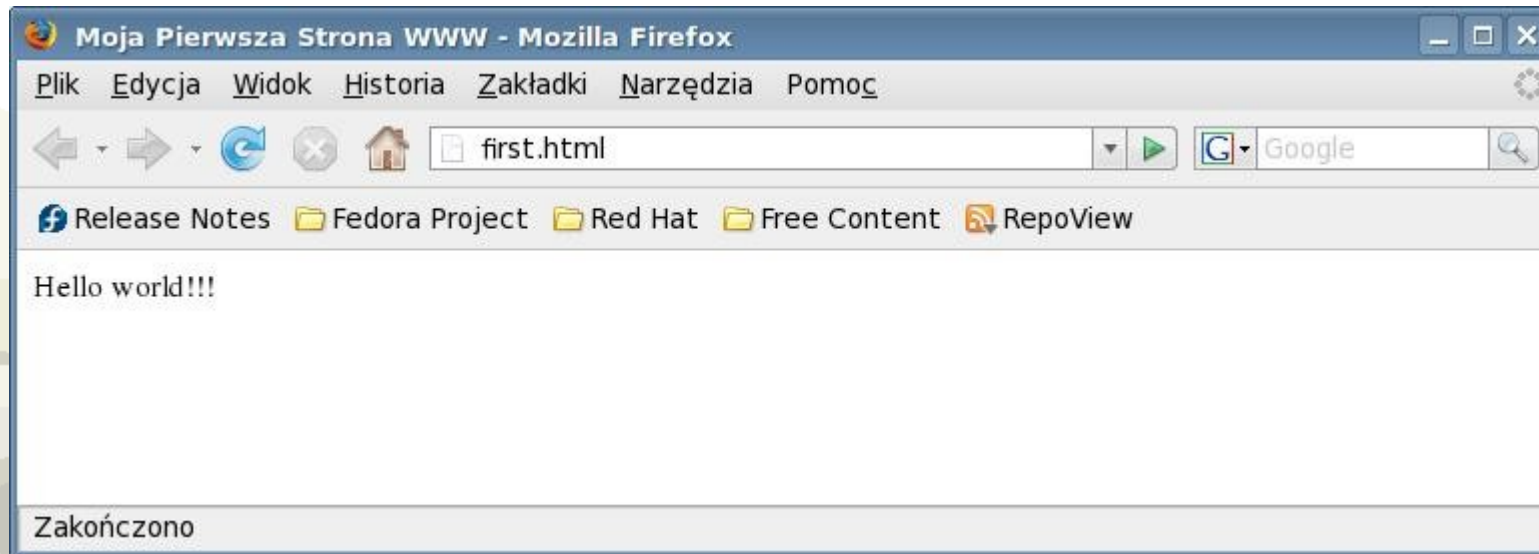 Moja Pierwsza Strona WWW - Mozilla Firefox
Plik Edycja Widok Historia Zakładki Narzędzia Pomoc
first.html G Google
Release Notes Fedora Project Red Hat Free Content RepoView
Hello world!!!
Zakończono